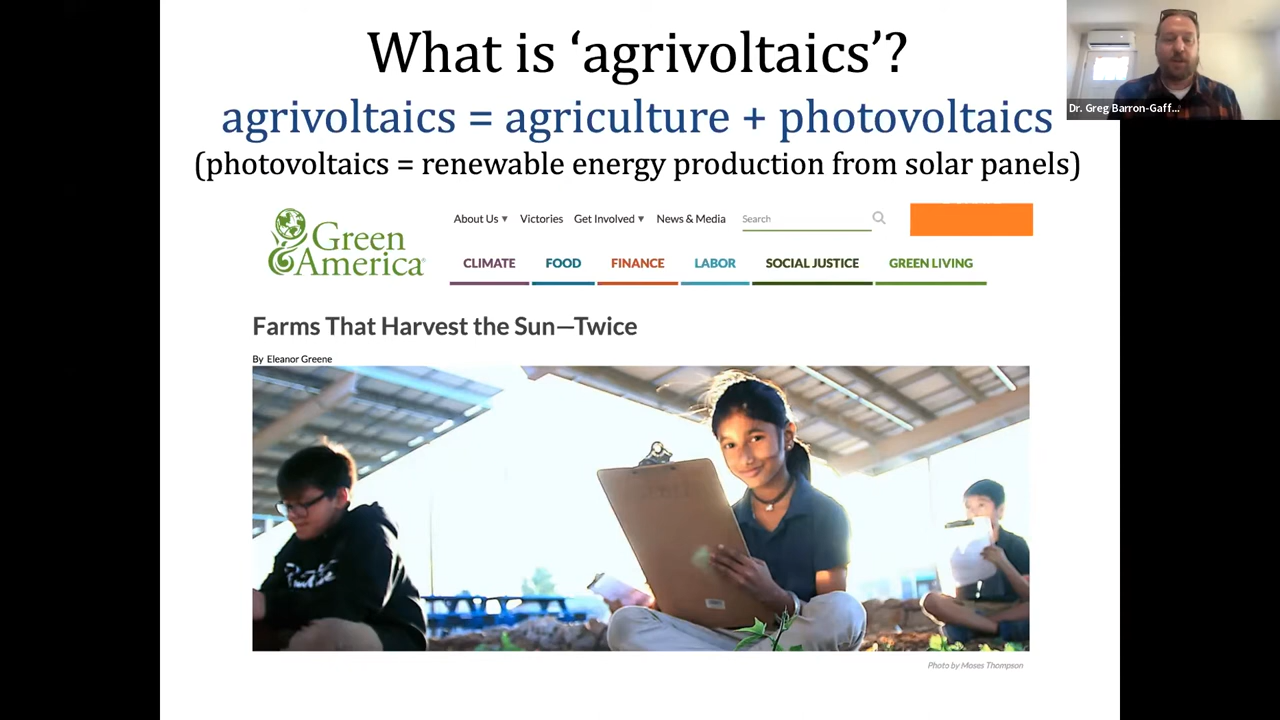 What is ‘agrivoltaics’?
agrivoltaics = agriculture + photovoltaics
(photovoltaics = renewable energy production from solar panels)
Dr. Greg Barron-Gaff...
Green America
About Us Victories Get Involved News & Media Search
CLIMATE FOOD FINANCE LABOR SOCIAL JUSTICE GREEN LIVING
Farms That Harvest the Sun—Twice
By Eleanor Greene
Photo by Moses Thompson